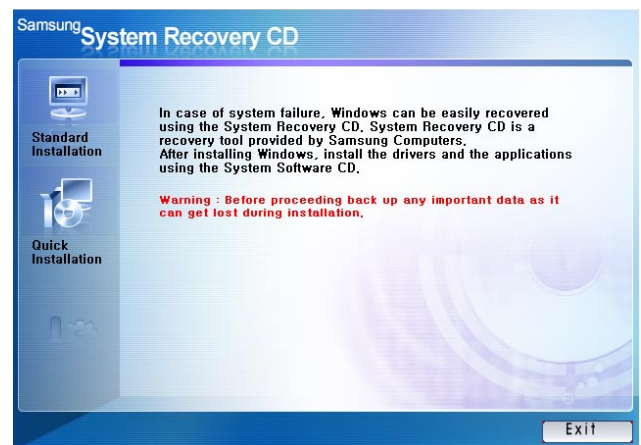 Samsung System Recovery CD
Standard
Installation
Quick
Installation
In case of system failure, Windows can be easily recovered
using the System Recovery CD, System Recovery CD is a
recovery tool provided by Samsung Computers,
After installing Windows, install the drivers and the applications
using the System Software CD,
Warning : Before proceeding back up any important data as it
can get lost during installation,
Exit